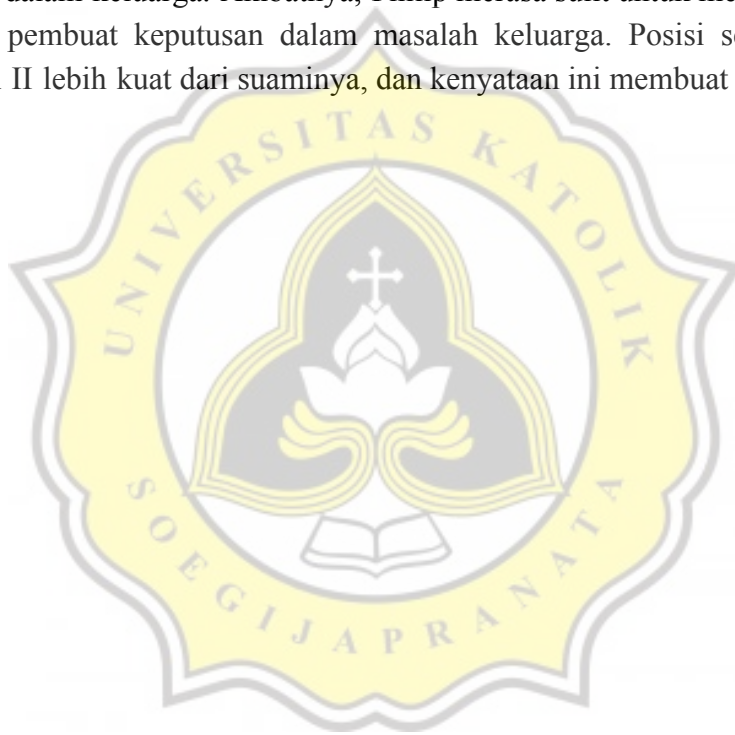 dalam keluarga. Akibatnya, Philip merasa sulit untuk me
pembuat keputusan dalam masalah keluarga. Posisi s
II lebih kuat dari suaminya, dan kenyataan ini membuat
UNIVERSITAS KATOLIK
SOEGIJAPRANATA